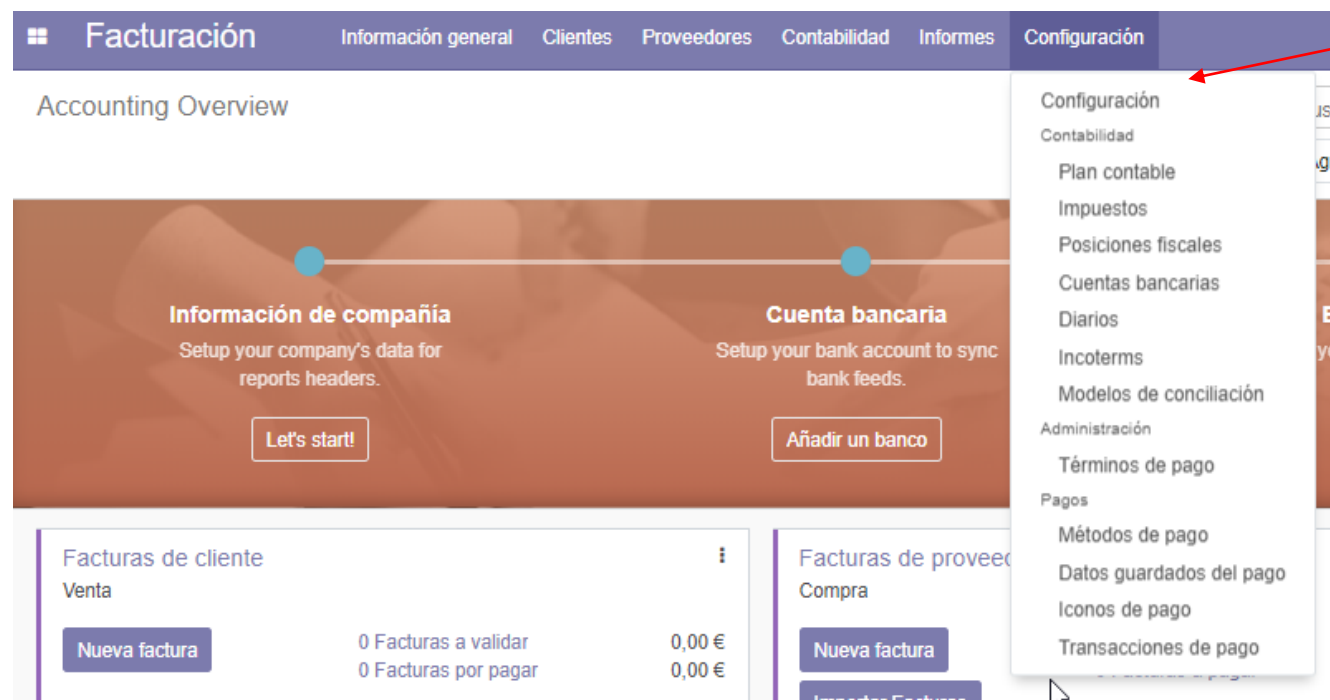 Facturación Información general Clientes Proveedores Contabilidad Informes Configuración
Accounting Overview
Configuración
Contabilidad
Plan contable
Impuestos
Posiciones fiscales
Cuentas bancarias
Diarios
Incoterms
Modelos de conciliación
Administración
Términos de pago
Pagos
Métodos de pago
Datos guardados del pago
Iconos de pago
Transacciones de pago
Información de compañía
Setup your company's data for
reports headers.
Let's start!
Cuenta bancaria
Setup your bank account to sync
bank feeds.
Añadir un banco
Facturas de cliente
Venta
Nueva factura
0 Facturas a validar 0,00 €
0 Facturas por pagar 0,00 €
Facturas de
Compra
Nueva factura